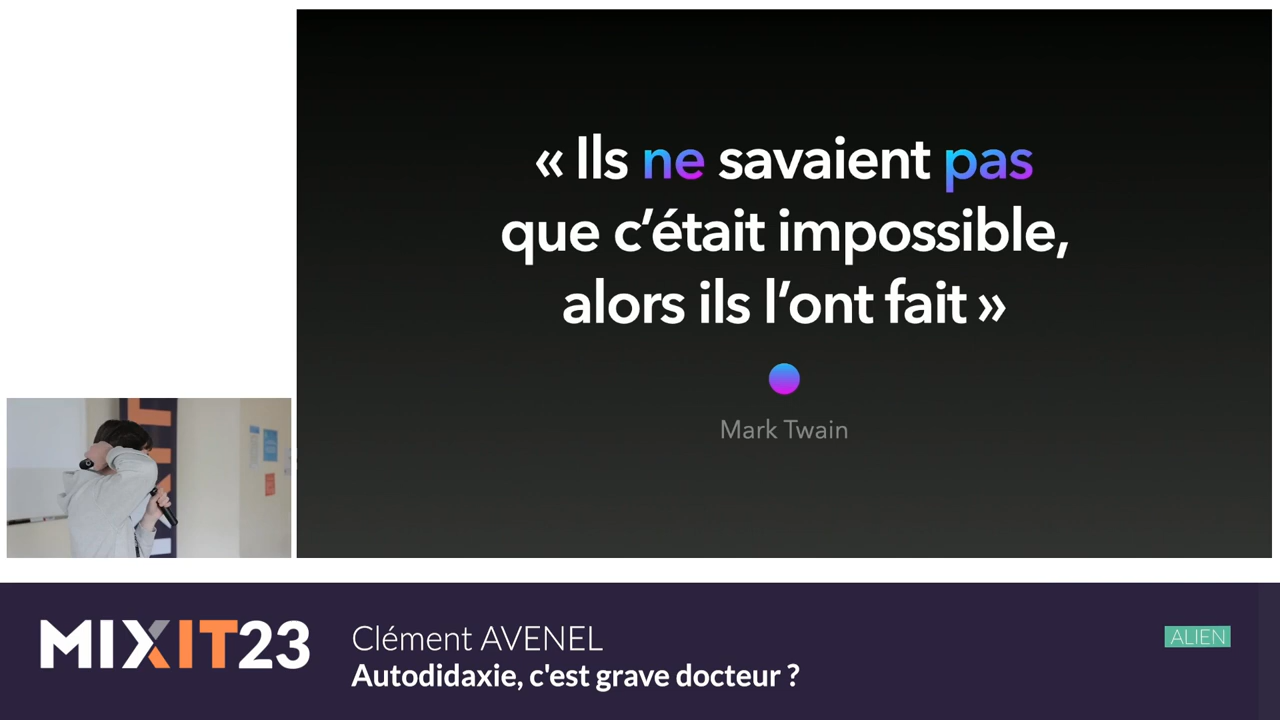 « Ils ne savaient pas
que c’était impossible,
alors ils l’ont fait »
Mark Twain
MIXIT23
Clément AVENEL
Autodidaxie, c'est grave docteur ?
ALIEN